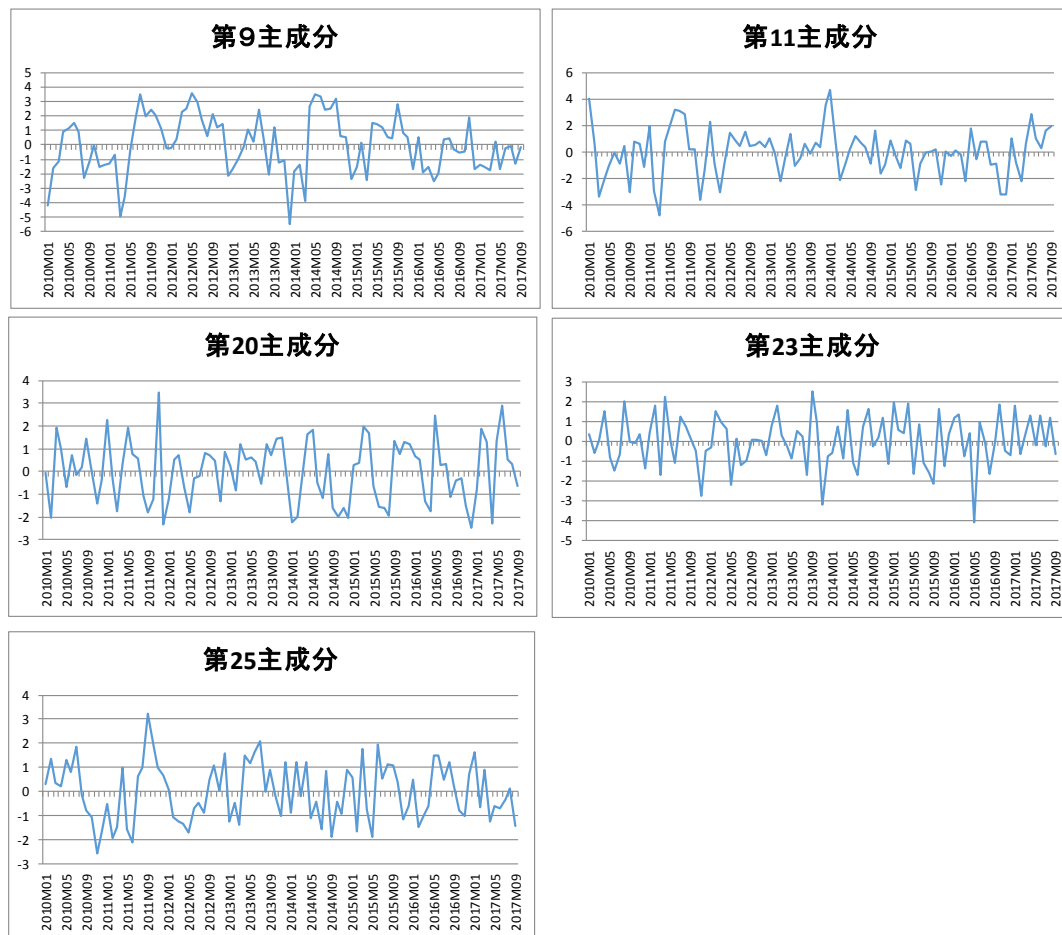 第9主成分
5
4
3
2
1
0
-1
-2
-3
-4
-5
-6
2010M01
2010M05
2010M09
2011M01
2011M05
2011M09
2012M01
2012M05
2012M09
2013M01
2013M05
2013M09
2014M01
2014M05
2014M09
2015M01
2015M05
2015M09
2016M01
2016M05
2016M09
2017M01
2017M05
2017M09
第11主成分
6
4
2
0
-2
-4
-6
2010M01
2010M05
2010M09
2011M01
2011M05
2011M09
2012M01
2012M05
2012M09
2013M01
2013M05
2013M09
2014M01
2014M05
2014M09
2015M01
2015M05
2015M09
2016M01
2016M05
2016M09
2017M01
2017M05
2017M09
第20主成分
4
3
2
1
0
-1
-2
-3
2010M01
2010M05
2010M09
2011M01
2011M05
2011M09
2012M01
2012M05
2012M09
2013M01
2013M05
2013M09
2014M01
2014M05
2014M09
2015M01
2015M05
2015M09
2016M01
2016M05
2016M09
2017M01
2017M05
2017M09
第23主成分
3
2
1
0
-1
-2
-3
-4
-5
2010M01
2010M05
2010M09
2011M01
2011M05
2011M09
2012M01
2012M05
2012M09
2013M01
2013M05
2013M09
2014M01
2014M05
2014M09
2015M01
2015M05
2015M09
2016M01
2016M05
2016M09
2017M01
2017M05
2017M09
第25主成分
4
3
2
1
0
-1
-2
-3
2010M01
2010M05
2010M09
2011M01
2011M05
2011M09
2012M01
2012M05
2012M09
2013M01
2013M05
2013M09
2014M01
2014M05
2014M09
2015M01
2015M05
2015M09
2016M01
2016M05
2016M09
2017M01
2017M05
2017M09